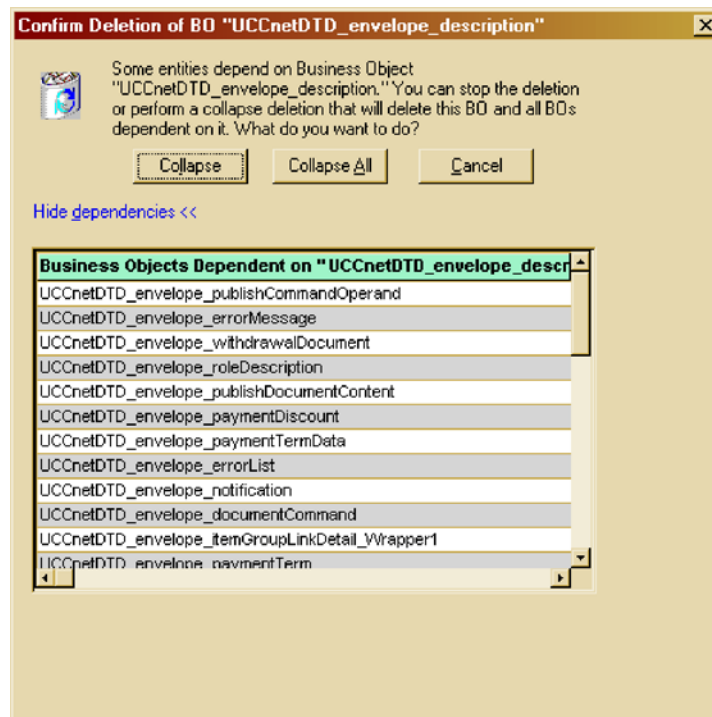 Confirm Deletion of BO "UCCnetDTD_envelope_description"
Some entities depend on Business Object
"UCCnetDTD_envelope_description." You can stop the deletion
or perform a collapse deletion that will delete this BO and all BOs
dependent on it. What do you want to do?
Collapse Collapse All Cancel
Hide dependencies <<
Business Objects Dependent on "UCCnetDTD_envelope_descr
UCCnetDTD_envelope_publishCommandOperand
UCCnetDTD_envelope_errorMessage
UCCnetDTD_envelope_withdrawalDocument
UCCnetDTD_envelope_roleDescription
UCCnetDTD_envelope_publishDocumentContent
UCCnetDTD_envelope_paymentDiscount
UCCnetDTD_envelope_paymentTermData
UCCnetDTD_envelope_errorList
UCCnetDTD_envelope_notification
UCCnetDTD_envelope_documentCommand
UCCnetDTD_envelope_itemGroupLinkDetail_Wrapper1
UCCnetDTD_envelope_paymentTerm